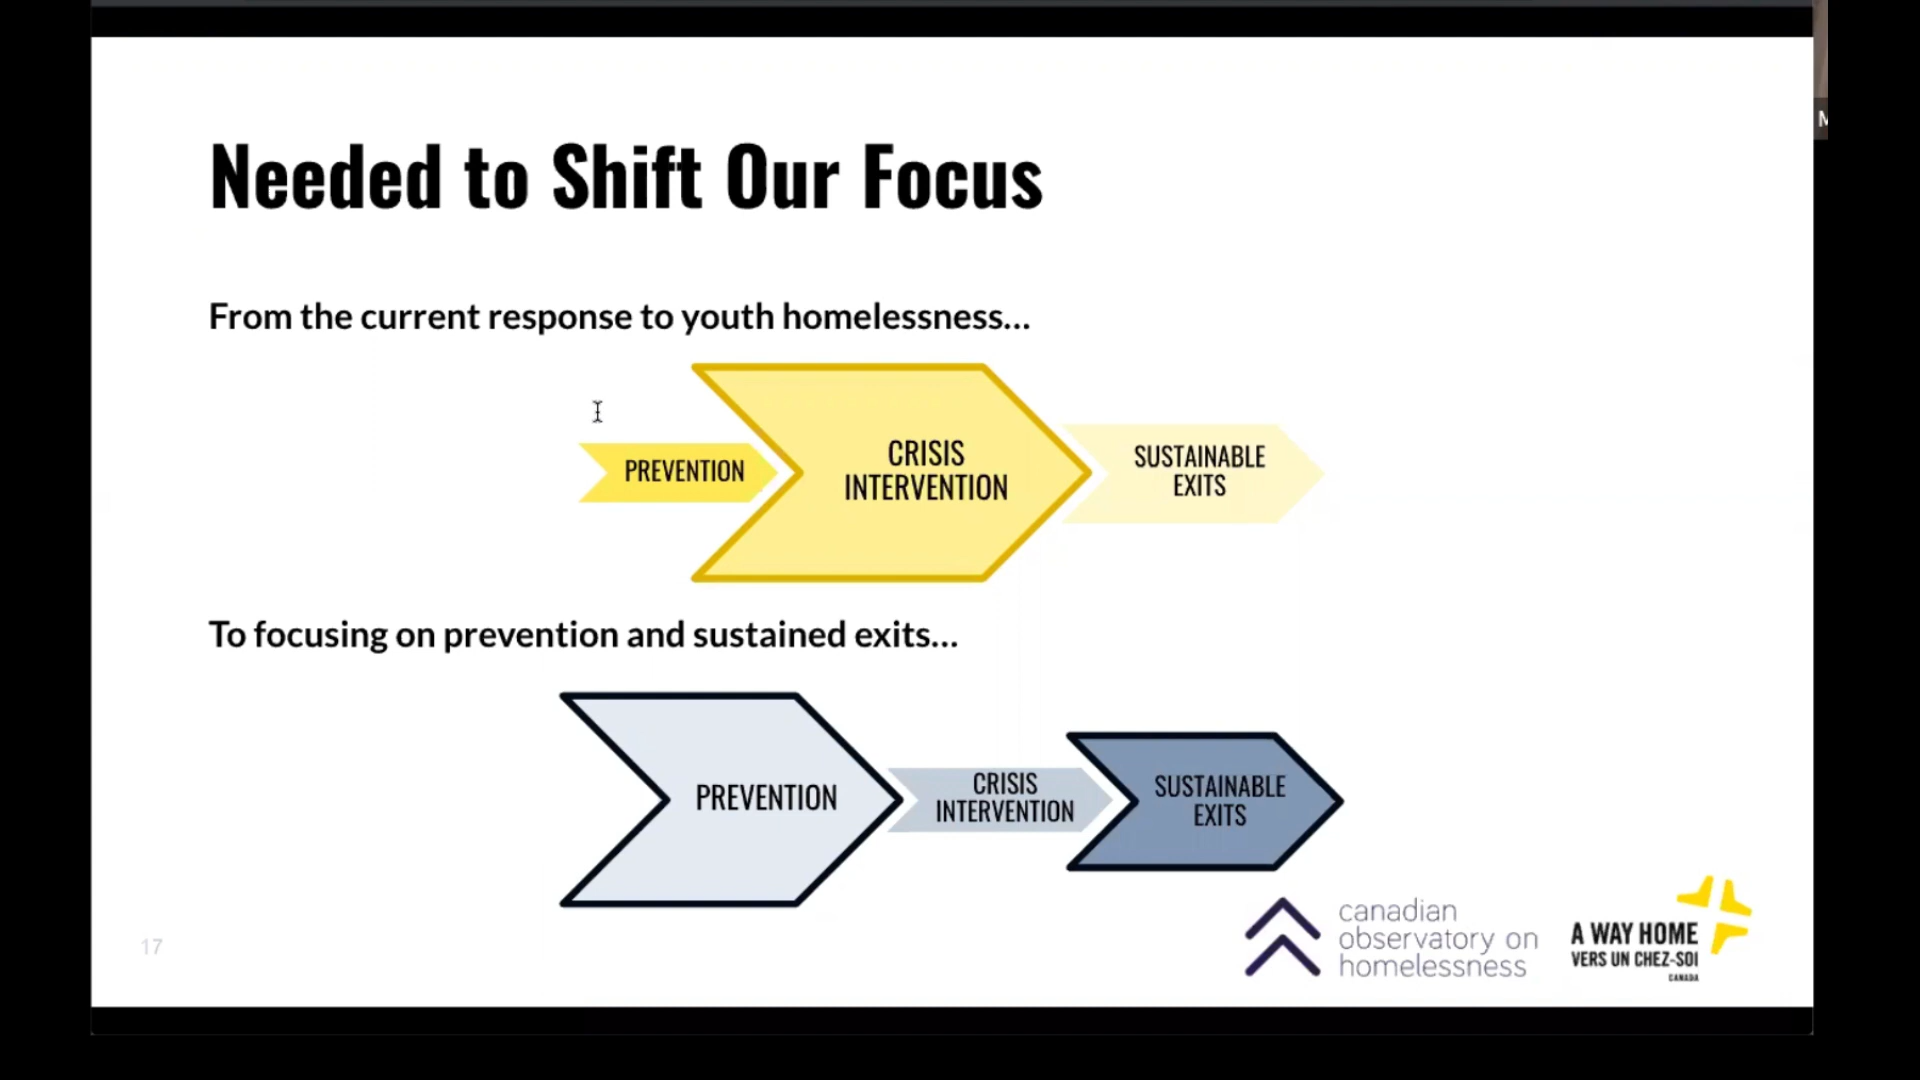 Needed to Shift Our Focus
From the current response to youth homelessness...
PREVENTION
CRISIS
INTERVENTION
SUSTAINABLE
EXITS
To focusing on prevention and sustained exits...
PREVENTION
CRISIS
INTERVENTION
SUSTAINABLE
EXITS
17
canadian
observatory on
homelessness
A WAY HOME
VERS UN CHEZ-SOI
CANADA